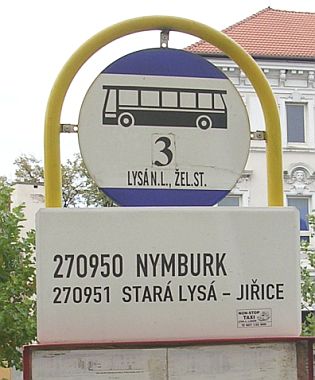 3
LYSÁ N.L., ŽEL.ST.
270950 NYMBURK
270951 STARÁ LYSÁ - JIŘICE
NON-STOP
TAXI